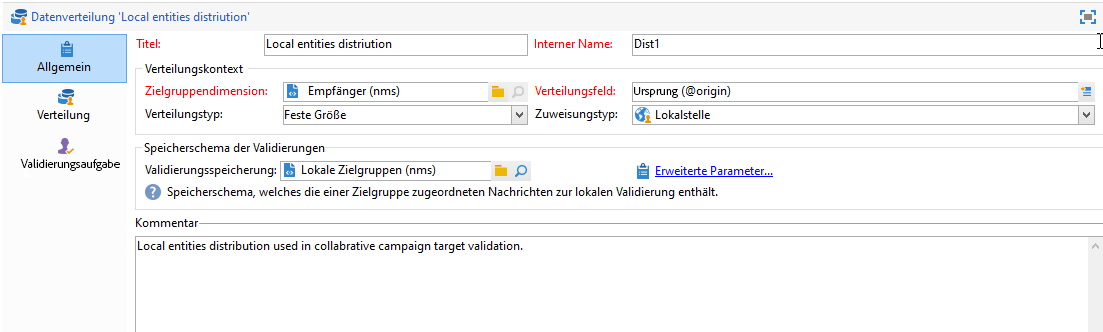 Datenverteilung 'Local entities distriution'
Allgemein
Verteilung
Validierungsaufgabe
Titel: Local entities distriution Interner Name: Dist1
Verteilungskontext
Zielgruppendimension: Empfänger (nms) Verteilungsfeld: Ursprung (@origin)
Verteilungstyp: Feste Größe Zuweisungstyp: Lokalstelle
Speicherschema der Validierungen
Validierungsspeicherung: Lokale Zielgruppen (nms) Erweiterte Parameter...
? Speicherschema, welches die einer Zielgruppe zugeordneten Nachrichten zur lokalen Validierung enthält.
Kommentar
Local entities distribution used in collabrative campaign target validation.